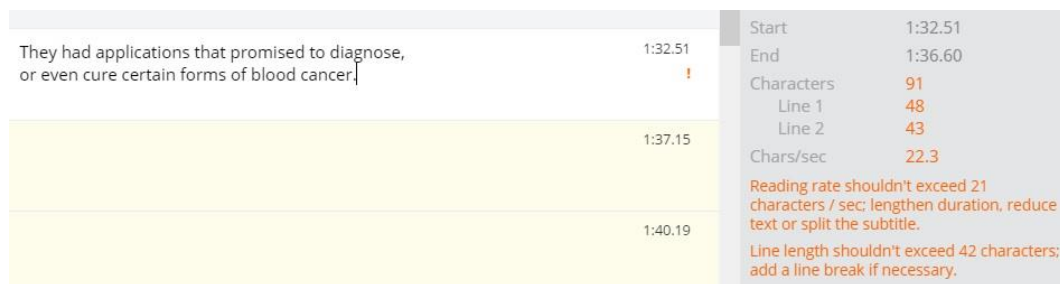 They had applications that promised to diagnose,
or even cure certain forms of blood cancer.
1:32.51
!
1:37.15
1:40.19
Start 1:32.51
End 1:36.60
Characters 91
Line 1 48
Line 2 43
Chars/sec 22.3
Reading rate shouldn't exceed 21
characters / sec; lengthen duration, reduce
text or split the subtitle.
Line length shouldn't exceed 42 characters;
add a line break if necessary.